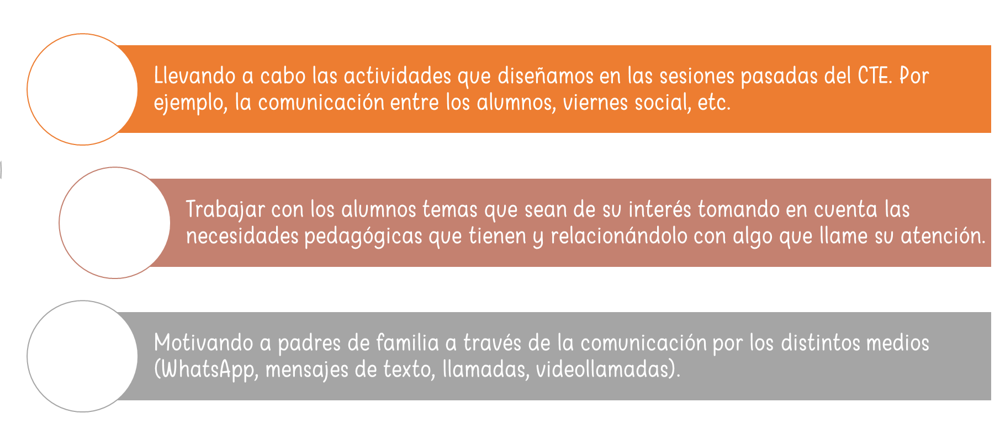 Llevando a cabo las actividades que diseñamos en las sesiones pasadas del CTE. Por
ejemplo, la comunicación entre los alumnos, viernes social, etc.
Trabajar con los alumnos temas que sean de su interés tomando en cuenta las
necesidades pedagógicas que tienen y relacionándolo con algo que llame su atención.
Motivando a padres de familia a través de la comunicación por los distintos medios
(WhatsApp, mensajes de texto, llamadas, videollamadas).